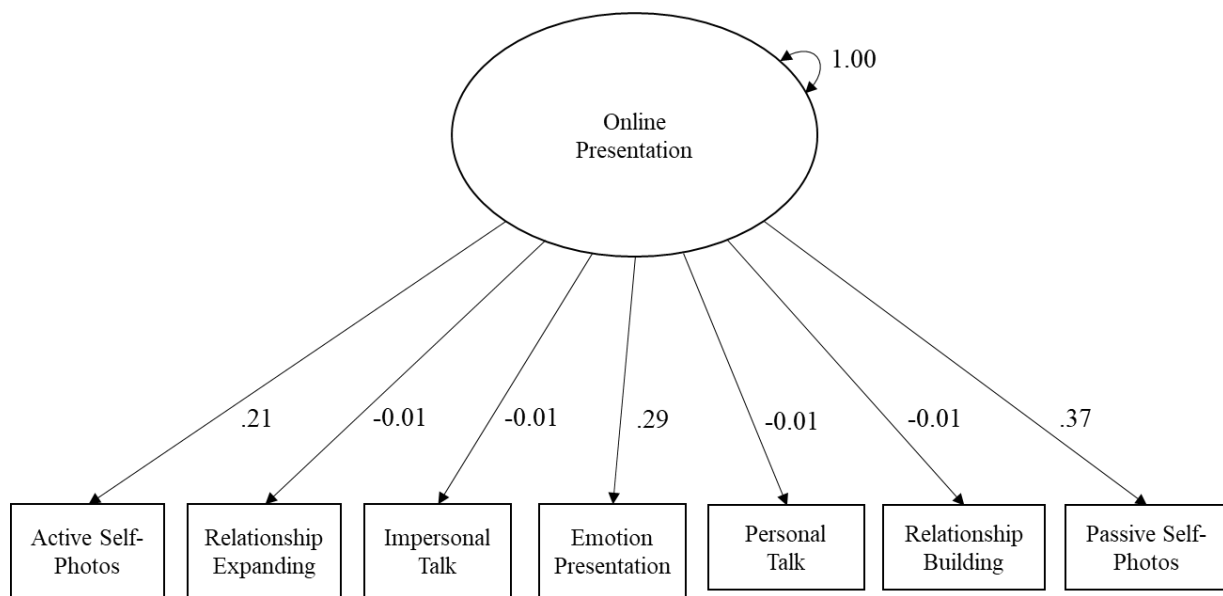 1.00
Online
Presentation
.21
-0.01
-0.01
.29
-0.01
-0.01
.37
Active Self-
Photos
Relationship
Expanding
Impersonal
Talk
Emotion
Presentation
Personal
Talk
Relationship
Building
Passive Self-
Photos